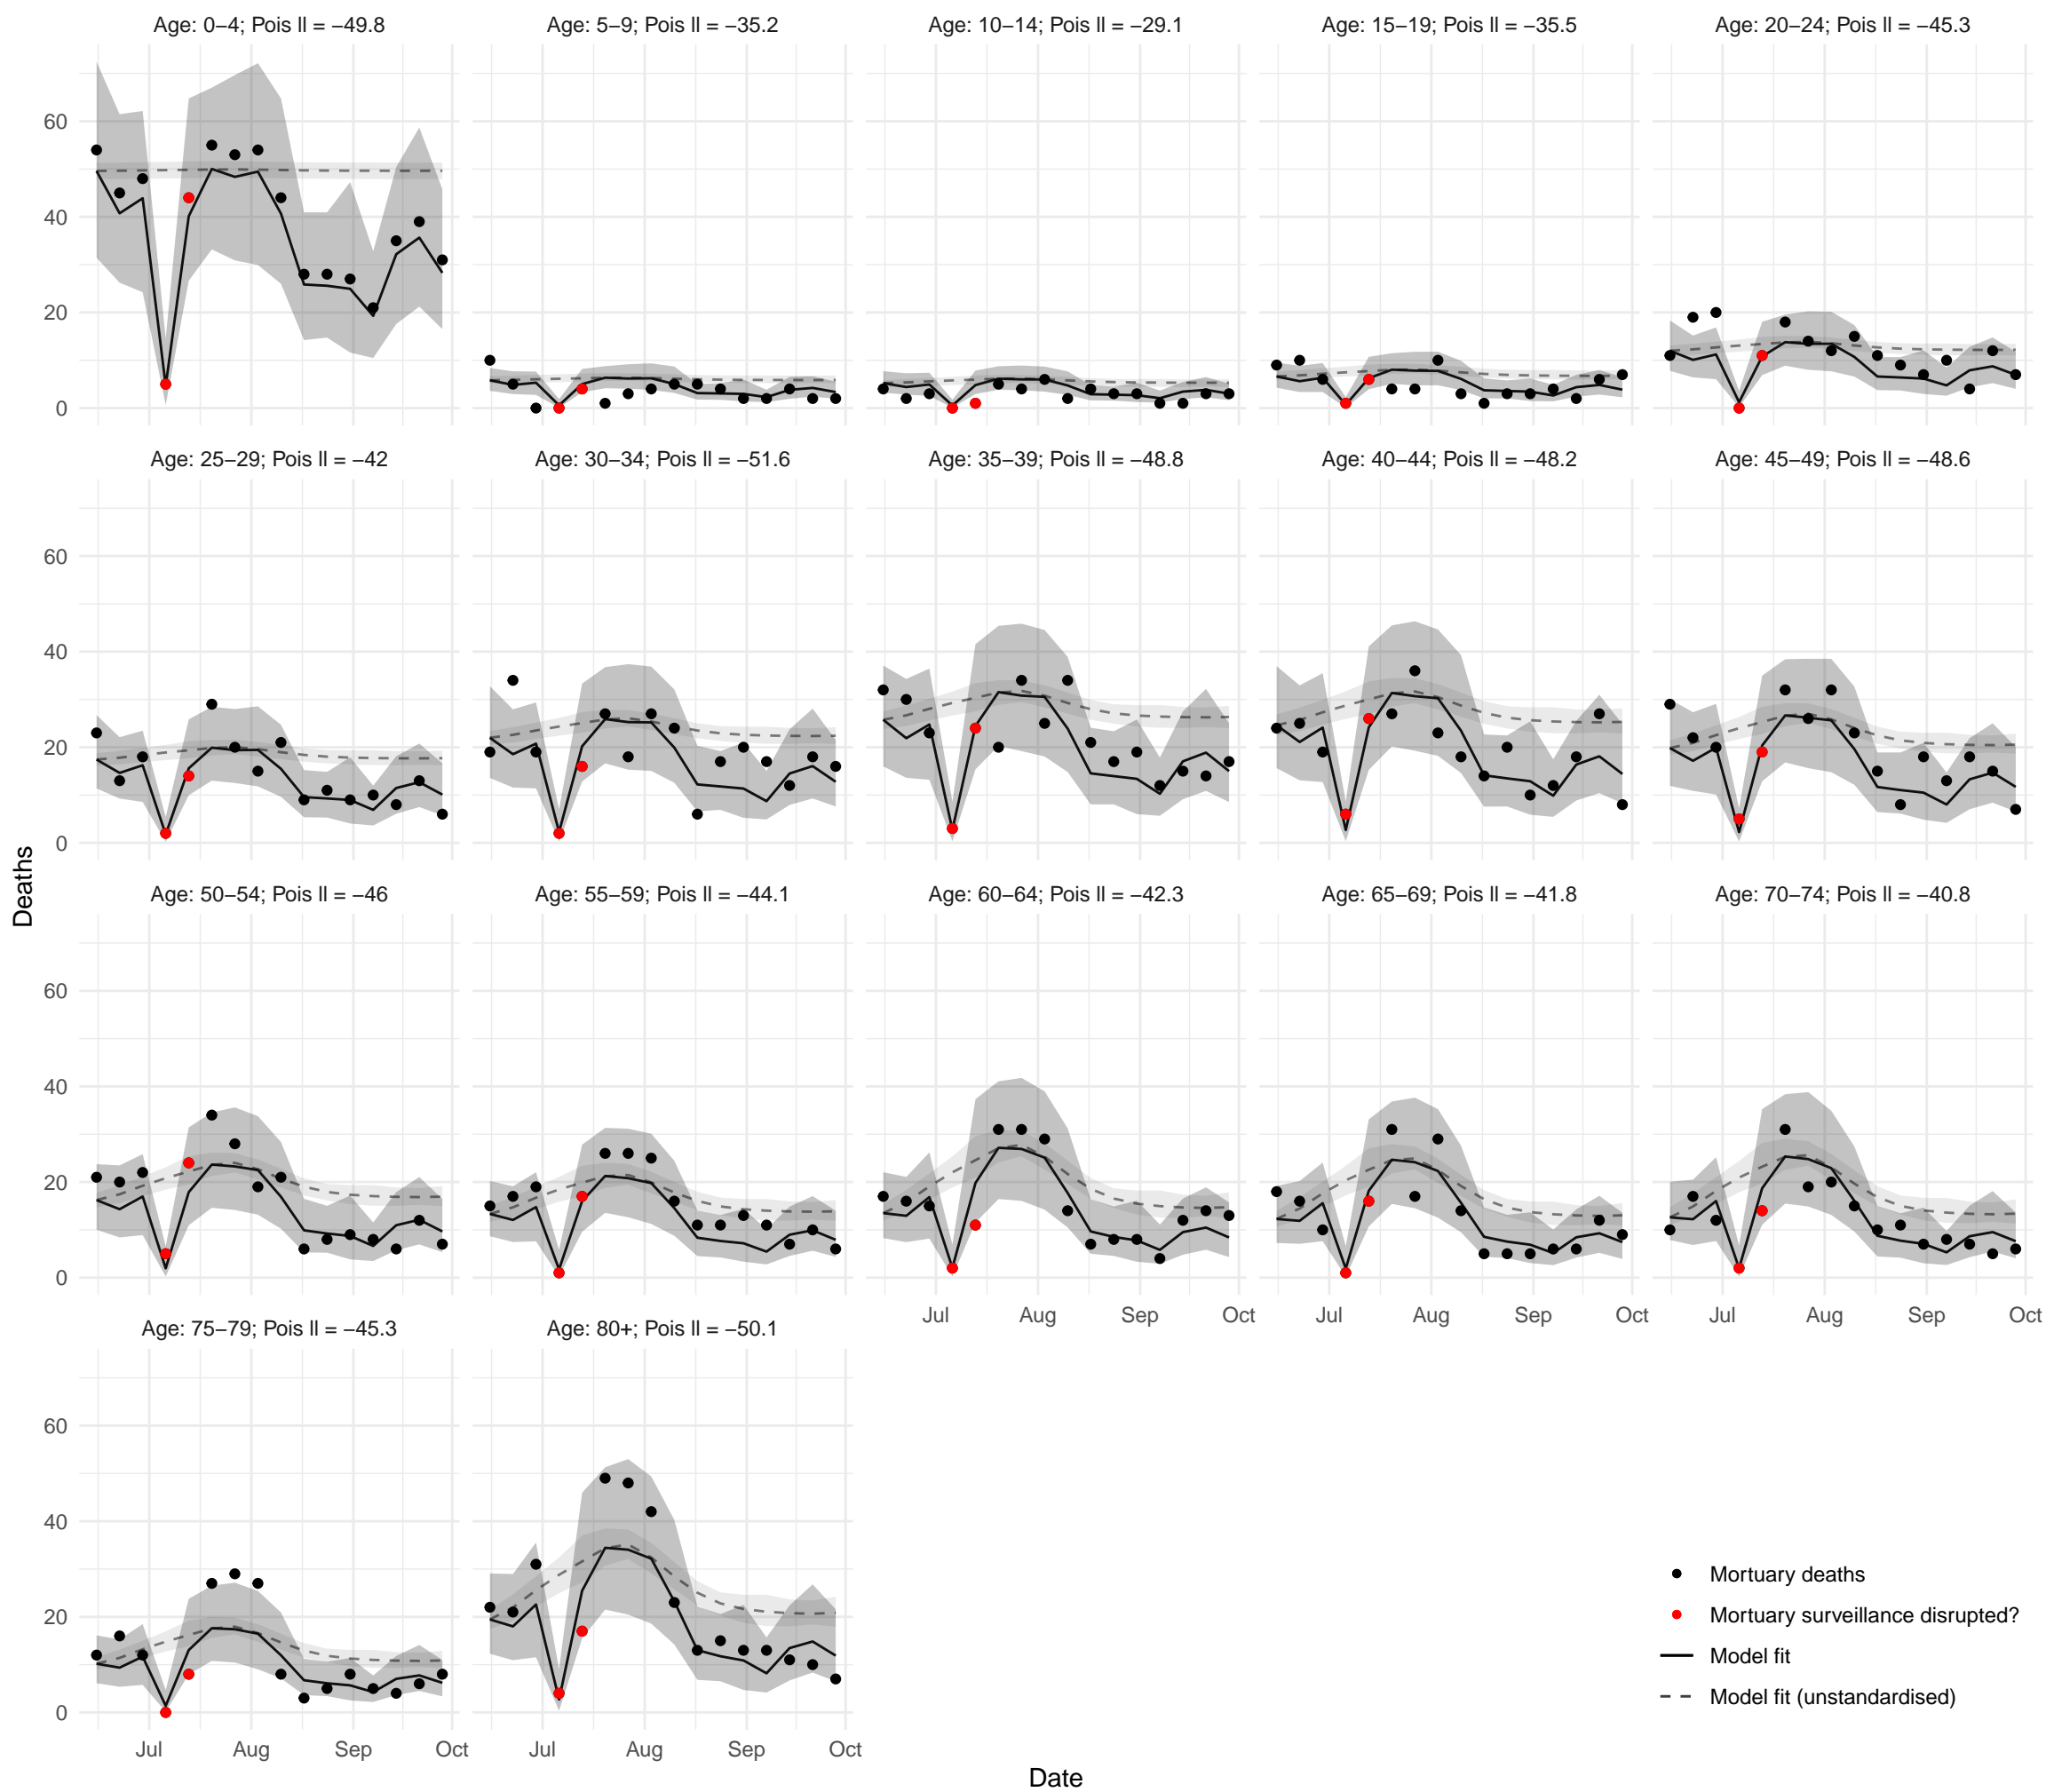 Age: 0−4; Pois ll = −49.8
Age: 5−9; Pois ll = −35.2
Age: 10−14; Pois ll = −29.1
Age: 15−19; Pois ll = −35.5
Age: 20−24; Pois ll = −45.3
60
40
20
0
Age: 25−29; Pois ll = −42
Age: 30−34; Pois ll = −51.6
Age: 35−39; Pois ll = −48.8
Age: 40−44; Pois ll = −48.2
Age: 45−49; Pois ll = −48.6
60
40
20
0
Deaths
Age: 50−54; Pois ll = −46
Age: 55−59; Pois ll = −44.1
Age: 60−64; Pois ll = −42.3
Age: 65−69; Pois ll = −41.8
Age: 70−74; Pois ll = −40.8
60
40
20
0
Jul Aug Sep Oct
Jul Aug Sep Oct
Jul Aug Sep Oct
Age: 75−79; Pois ll = −45.3
Age: 80+; Pois ll = −50.1
60
40
20
0
Jul Aug Sep Oct
Jul Aug Sep Oct
Mortuary deaths
Mortuary surveillance disrupted?
Model fit
Model fit (unstandardised)
Date